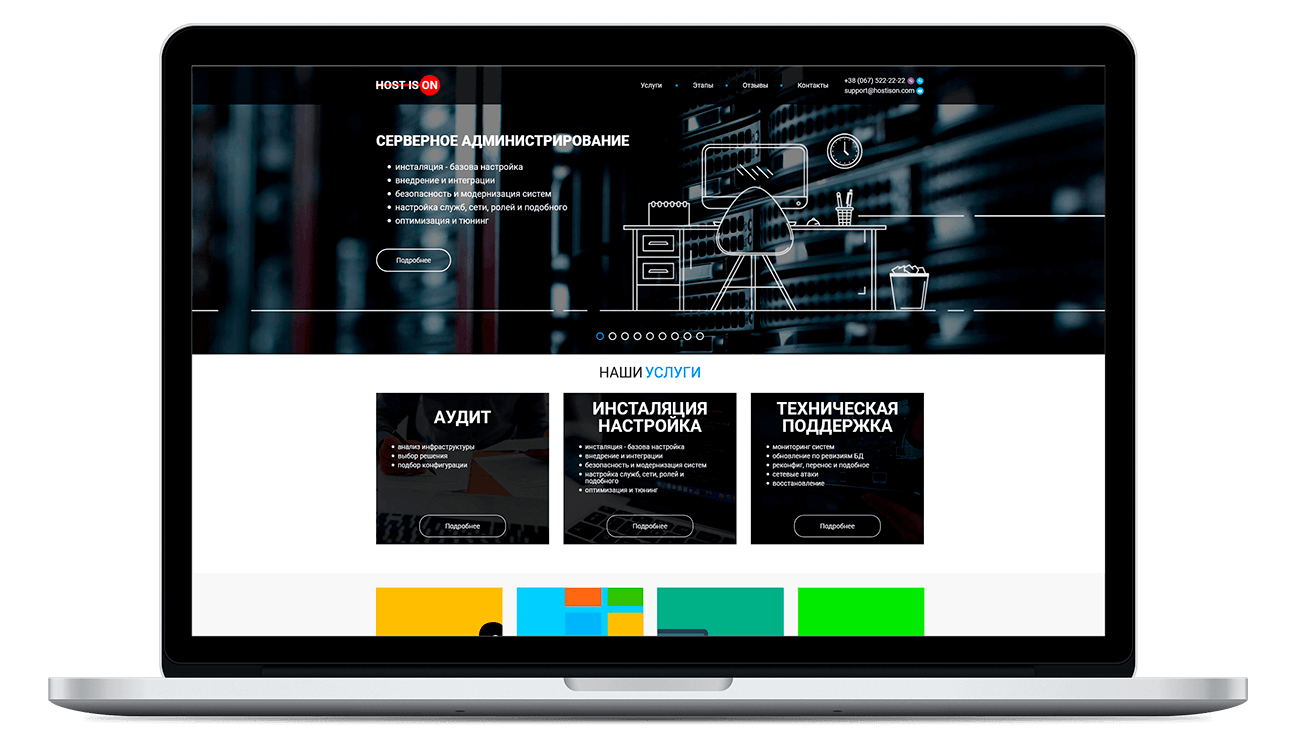 HOST IS ON
Услуги
Этапы
Отзывы
Контакты
+38 (067) 522-22-22
support@hostison.com
СЕРВЕРНОЕ АДМИНИСТРИРОВАНИЕ
инсталяция - базова настройка
внедрение и интеграции
безопасность и модернизация систем
настройка служб, сети, ролей и подобного
оптимизация и тюнинг
Подробнее
НАШИ УСЛУГИ
АУДИТ
анализ инфраструктуры
выбор решения
подбор конфигурации
Подробнее
ИНСТАЛЯЦИЯ
НАСТРОЙКА
инсталяция - базова настройка
внедрение и интеграции
безопасность и модернизация систем
настройка служб, сети, ролей и
подобного
оптимизация и тюнинг
Подробнее
ТЕХНИЧЕСКАЯ
ПОДДЕРЖКА
мониторинг систем
обновление по ревизиям БД
реконфиг, перенос и подобное
сетевые атаки
восстановление
Подробнее